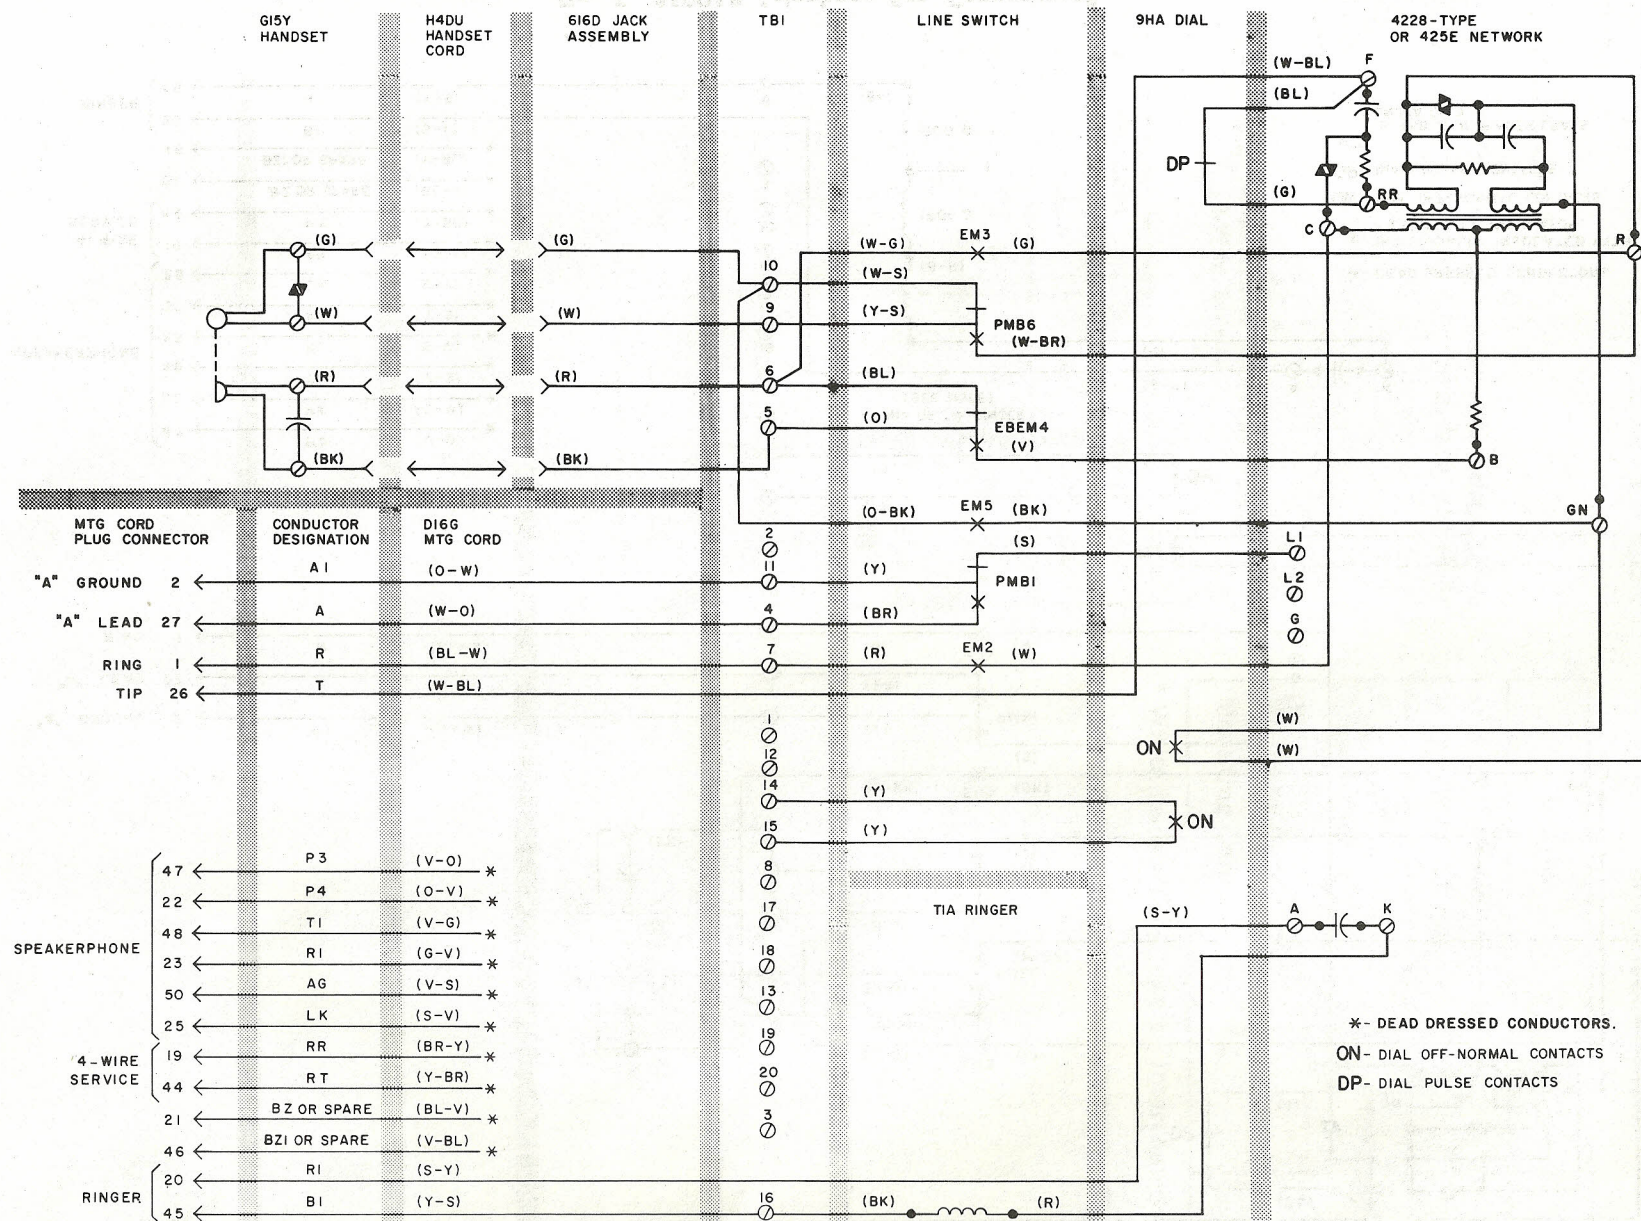 G15Y HANDSET
H4DU HANDSET CORD
616D JACK ASSEMBLY
TB1
LINE SWITCH
9HA DIAL
4228-TYPE OR 425E NETWORK
(W-BL) F
(BL)
DP
(G) RR
C
R
(G) (G) (W-G) EM3 (G)
10 (W-S)
(W) (W) 9 (Y-S) PMB6
(W-BR)
(R) (R) 6 (BL)
5 (O) EBEM4
(V)
(BK) (BK) B
(O-BK) EM5 (BK) GN
MTG CORD PLUG CONNECTOR
CONDUCTOR DESIGNATION
D16G MTG CORD
2 (S) L1
"A" GROUND 2 A1 (O-W) 11 (Y) PMB1
L2
"A" LEAD 27 A (W-O) 4 (BR) G
RING 1 R (BL-W) 7 (R) EM2 (W)
TIP 26 T (W-BL)
1 (W)
ON (W)
12
14 (Y)
ON
15 (Y)
47 P3 (V-O) *
8
22 P4 (O-V) *
17 T1A RINGER (S-Y) A K
48 T1 (V-G) *
SPEAKERPHONE
23 R1 (G-V) *
18
50 AG (V-S) *
13
25 LK (S-V) *
*- DEAD DRESSED CONDUCTORS.
19
4-WIRE SERVICE
19 RR (BR-Y) *
ON- DIAL OFF-NORMAL CONTACTS
44 RT (Y-BR) *
20
DP- DIAL PULSE CONTACTS
21 BZ OR SPARE (BL-V) *
3
46 BZ1 OR SPARE (V-BL) *
RINGER
20 R1 (S-Y)
45 B1 (Y-S) 16 (BK) (R)